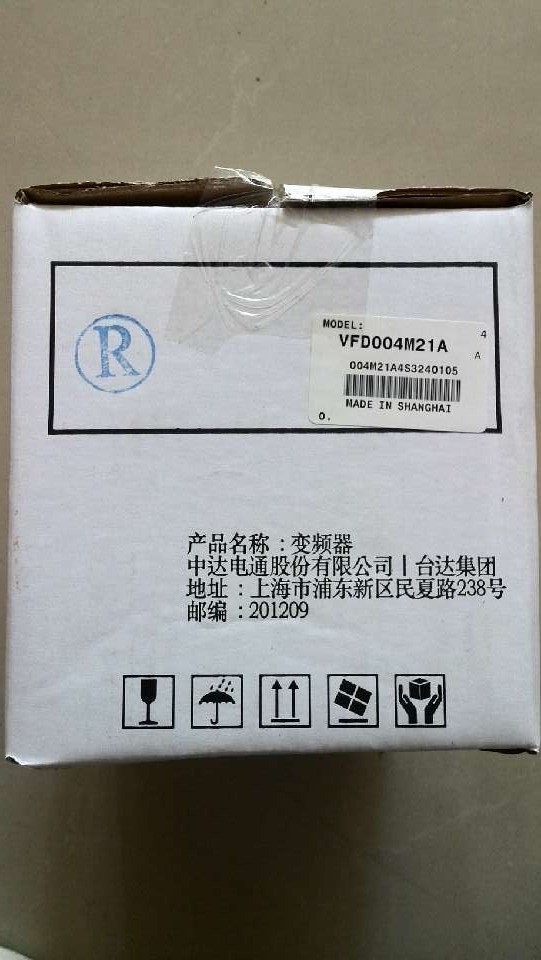 R
MODEL:
4
VFD004M21A
A
004M21A4S3240105
MADE IN SHANGHAI
0.
产品名称：变频器
中达电通股份有限公司 | 台达集团
地址：上海市浦东新区民夏路238号
邮编：201209